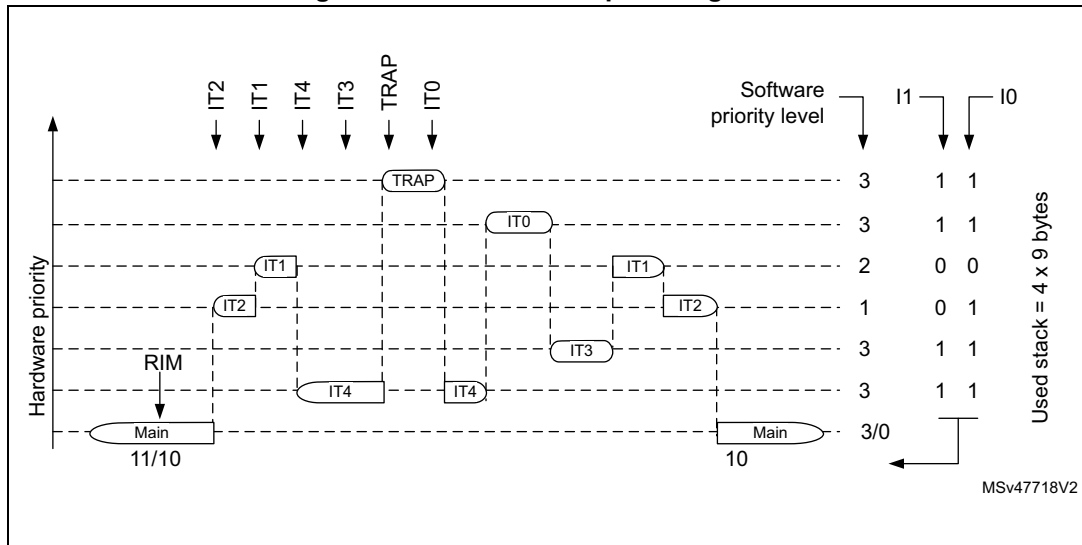 IT2
IT1
IT4
IT3
TRAP
IT0
Software
priority level
I1
I0
TRAP
3
1 1
IT0
3
1 1
IT1
IT1
2
0 0
IT2
IT2
1
0 1
IT3
3
1 1
RIM
IT4
IT4
3
1 1
Main
Main
3/0
11/10
10
Hardware priority
Used stack = 4 x 9 bytes
MSv47718V2